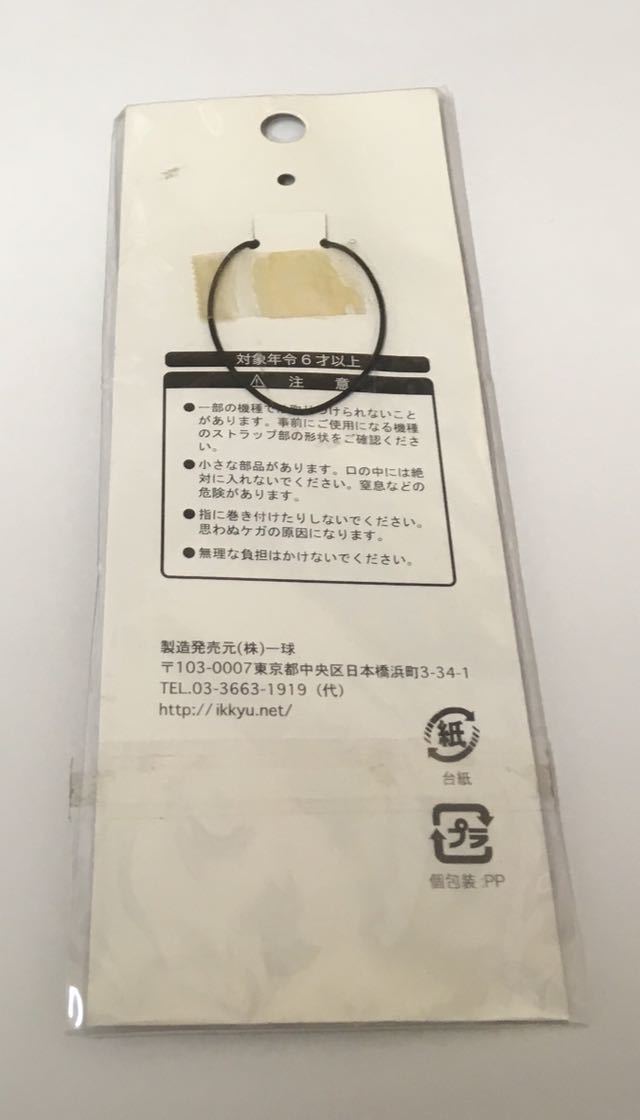 対象年令6才以上
⚠ 注 意
●一部の機種で けられないこと
があります。事前にご使用になる機種
のストラップ部の形状をご確認くださ
い。
●小さな部品があります。口の中には絶
対に入れないでください。窒息などの
危険があります。
●指に巻き付けたりしないでください。
思わぬケガの原因になります。
●無理な負担はかけないでください。
製造発売元(株)一球
〒103-0007東京都中央区日本橋浜町3-34-1
TEL.03-3663-1919（代）
http://ikkyu.net/
紙
台紙
プラ
個包装:PP